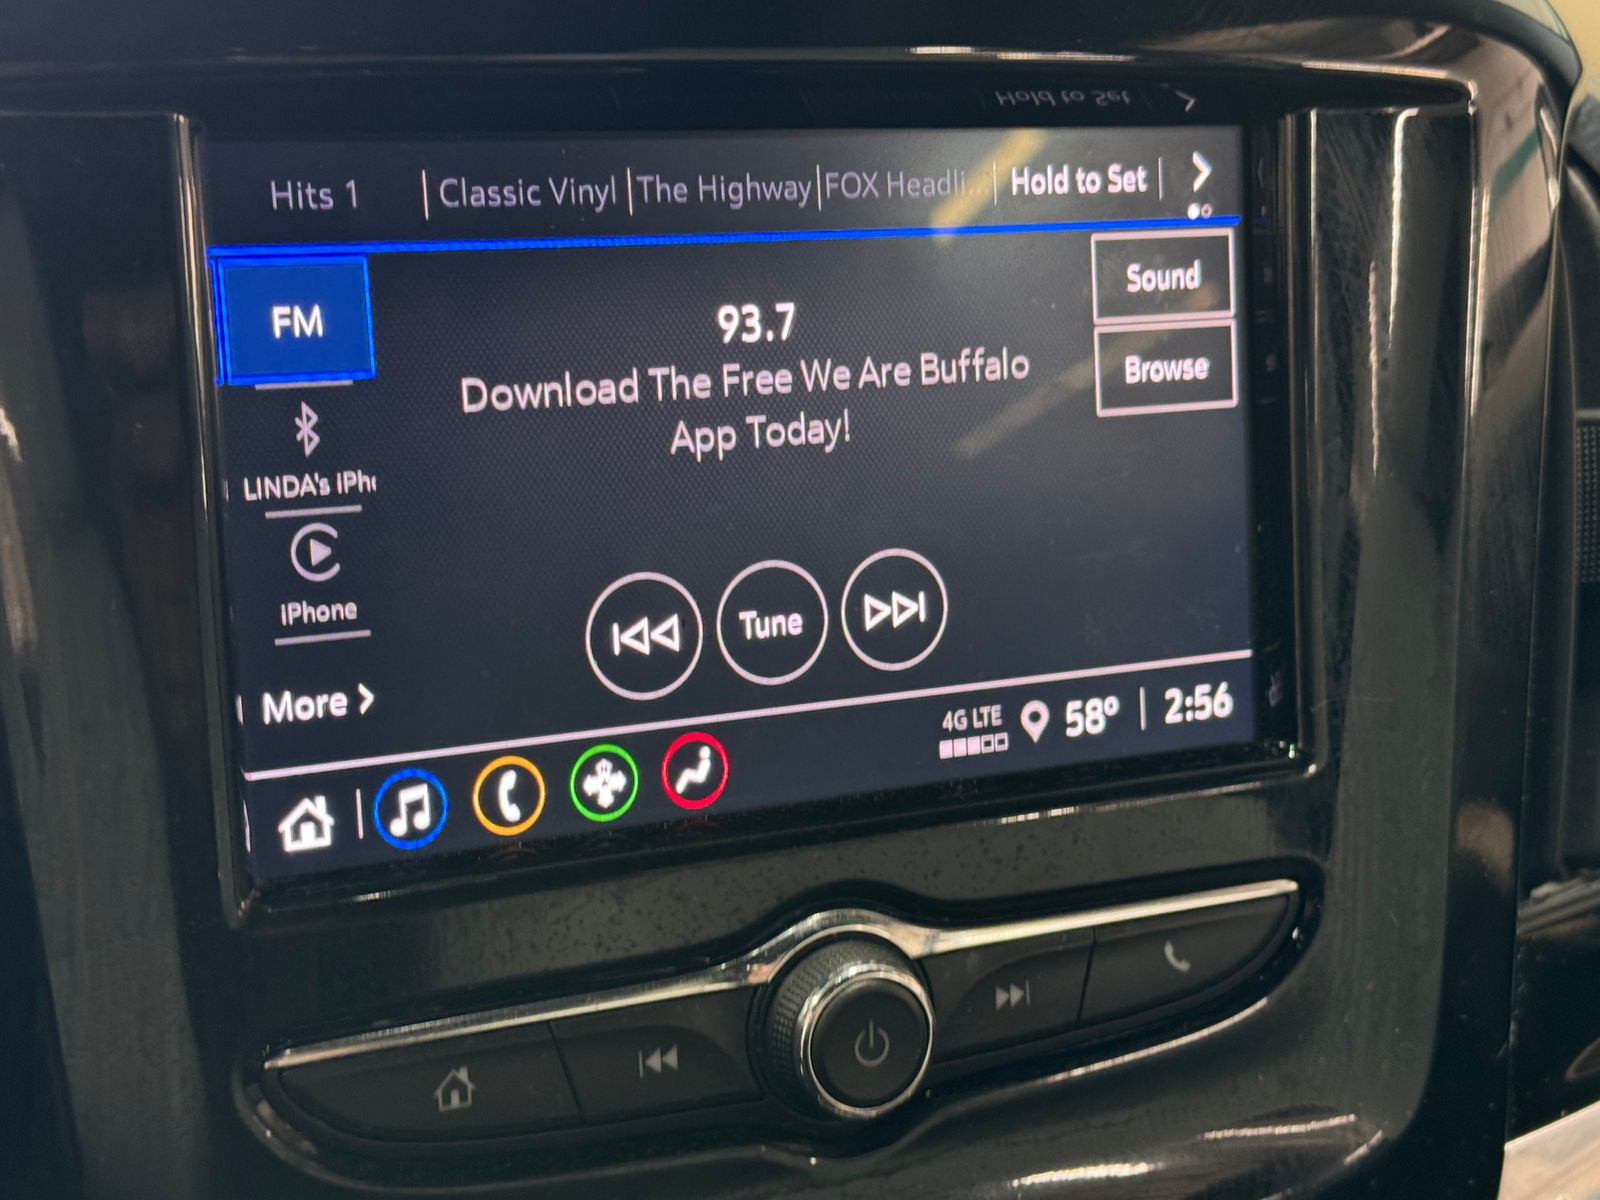 Hits 1
Classic Vinyl
The Highway
FOX Headli...
Hold to Set
FM
93.7
Download The Free We Are Buffalo
App Today!
Sound
Browse
LINDA's iPh
iPhone
Tune
More
4G LTE
58°
2:56
Hold to Set